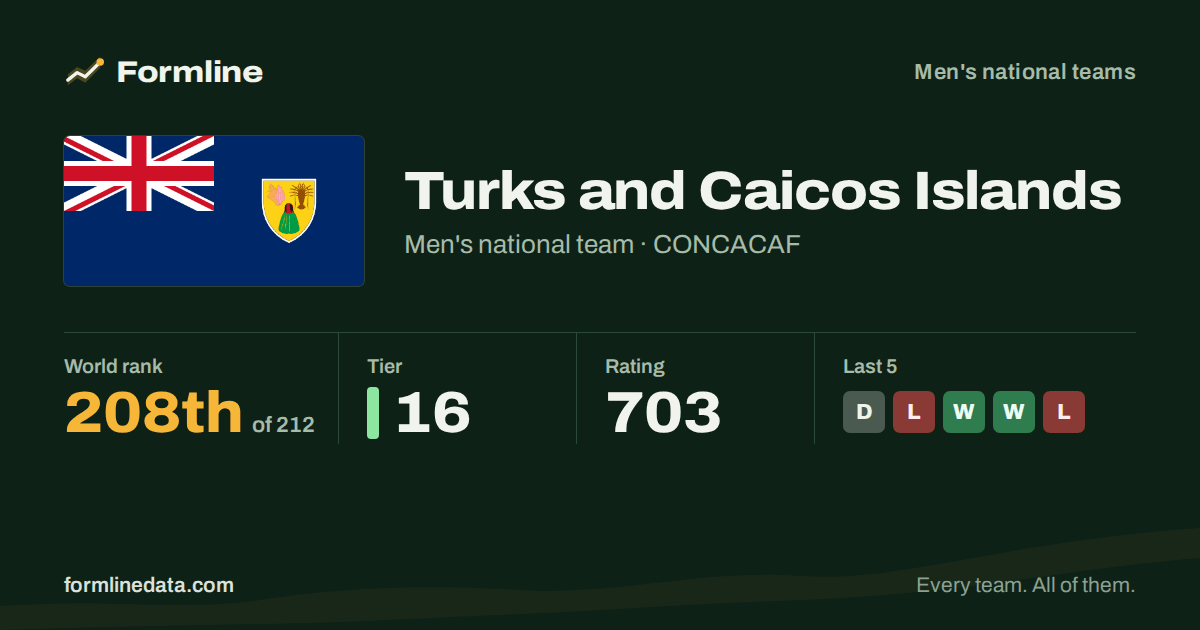 Formline
Men's national teams
Turks and Caicos Islands
Men's national team · CONCACAF
World rank
208th of 212
Tier
16
Rating
703
Last 5
D L W W L
formlinedata.com
Every team. All of them.